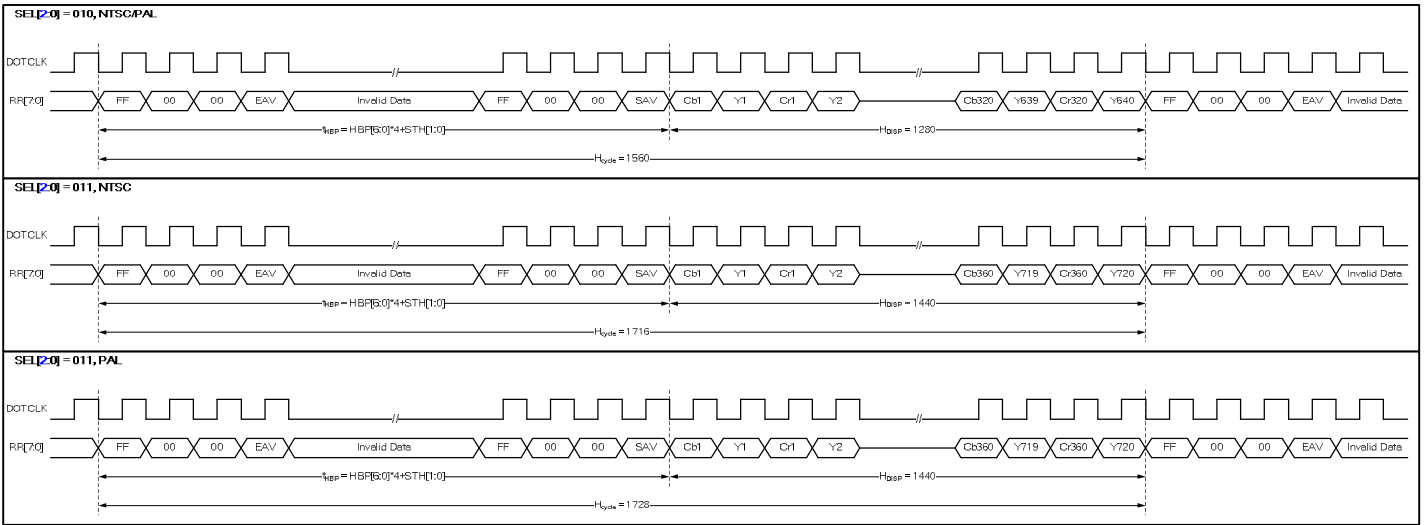 SEL[2:0] = 010, NTSC/PAL
DOTCLK
//
//
RR[7:0] FF 00 00 EAV Invalid Data FF 00 00 SAV Cb1 Y1 Cr1 Y2 Cb320 Y639 Cr320 Y640 FF 00 00 EAV Invalid Data
tHBP = HBP[6:0]*4+STH[1:0] HDISP = 1280
Hcycle = 1560
SEL[2:0] = 011, NTSC
DOTCLK
//
//
RR[7:0] FF 00 00 EAV Invalid Data FF 00 00 SAV Cb1 Y1 Cr1 Y2 Cb360 Y719 Cr360 Y720 FF 00 00 EAV Invalid Data
tHBP = HBP[6:0]*4+STH[1:0] HDISP = 1440
Hcycle = 1716
SEL[2:0] = 011, PAL
DOTCLK
//
//
RR[7:0] FF 00 00 EAV Invalid Data FF 00 00 SAV Cb1 Y1 Cr1 Y2 Cb360 Y719 Cr360 Y720 FF 00 00 EAV Invalid Data
tHBP = HBP[6:0]*4+STH[1:0] HDISP = 1440
Hcycle = 1728